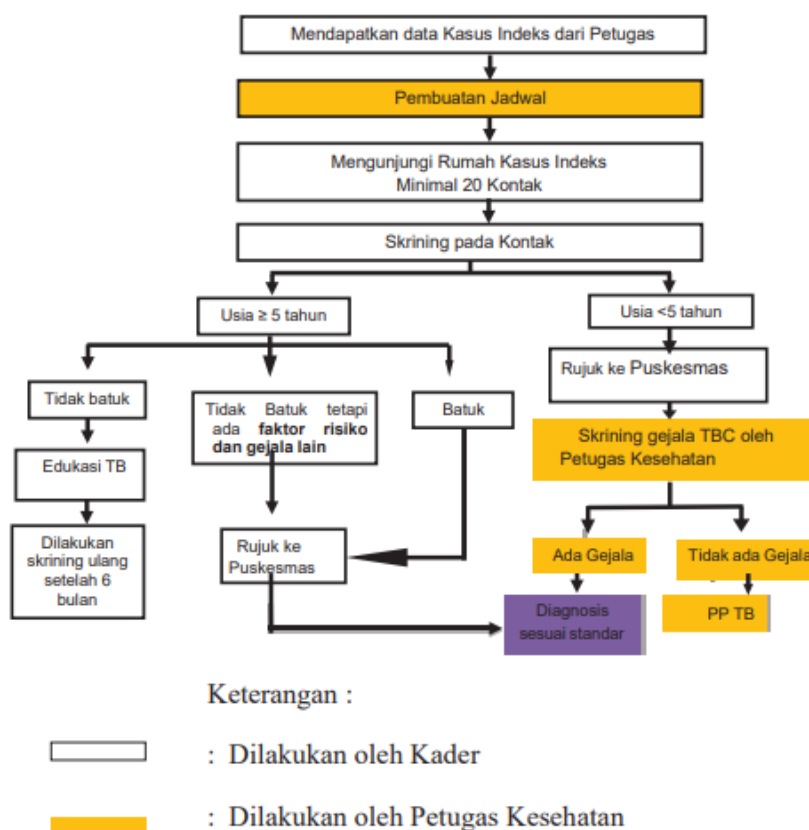 Mendapatkan data Kasus Indeks dari Petugas
Pembuatan Jadwal
Mengunjungi Rumah Kasus Indeks
Minimal 20 Kontak
Skrining pada Kontak
Usia ≥ 5 tahun
Usia <5 tahun
Tidak batuk
Tidak Batuk tetapi
ada faktor risiko
dan gejala lain
Batuk
Rujuk ke Puskesmas
Edukasi TB
Skrining gejala TBC oleh
Petugas Kesehatan
Dilakukan
skrining ulang
setelah 6
bulan
Rujuk ke
Puskesmas
Ada Gejala
Tidak ada Gejala
Diagnosis
sesuai standar
PP TB
Keterangan :
: Dilakukan oleh Kader
: Dilakukan oleh Petugas Kesehatan